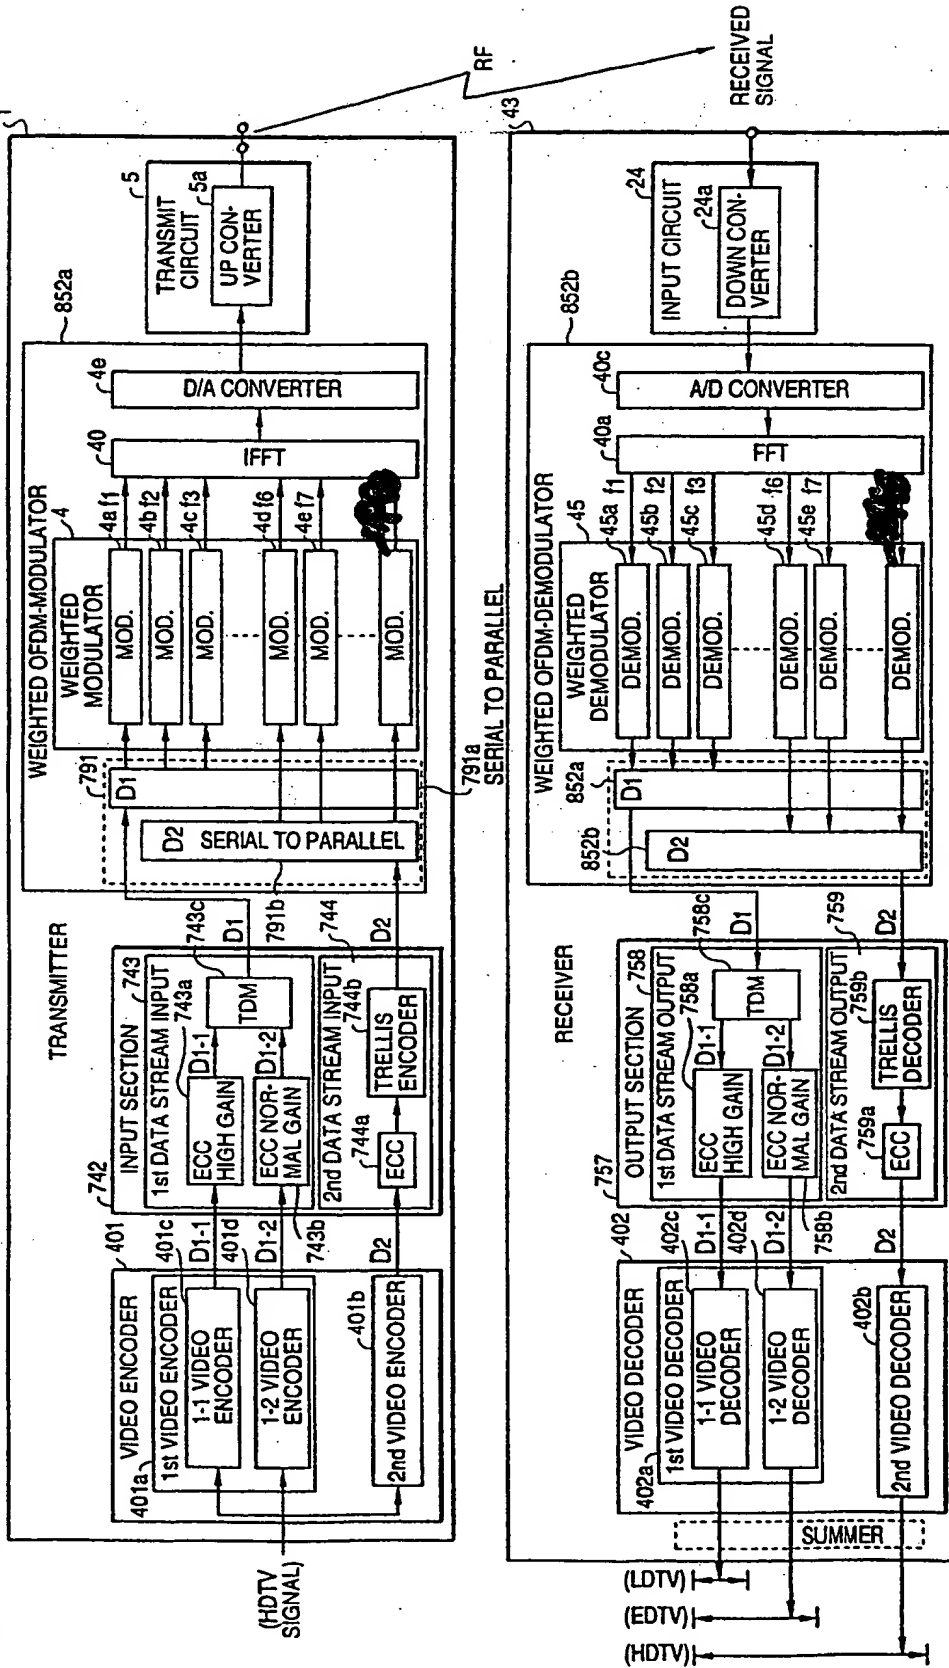 TRANSMITTER
1
(HDTV
SIGNAL)
401
VIDEO ENCODER
401a
1st VIDEO ENCODER
401c
1-1 VIDEO
ENCODER
401d
1-2 VIDEO
ENCODER
401b
2nd VIDEO ENCODER
D1-1
D1-2
D2
742
INPUT SECTION
743
1st DATA STREAM INPUT
743a
ECC
HIGH GAIN
D1-1
743c
TDM
ECC NOR-
MAL GAIN
D1-2
743b
744
2nd DATA STREAM INPUT
744a
ECC
744b
TRELLIS
ENCODER
D1
D2
852a
WEIGHTED OFDM-MODULATOR
791
D1
D2 SERIAL TO PARALLEL
791b
791a
SERIAL TO PARALLEL
4
WEIGHTED
MODULATOR
MOD.
MOD.
MOD.
MOD.
MOD.
MOD.
4a f1
4b f2
4c f3
4d f6
4e f7
40
IFFT
4e
D/A CONVERTER
5
TRANSMIT
CIRCUIT
5a
UP CON-
VERTER
RF
RECEIVED
SIGNAL
RECEIVER
43
24
INPUT CIRCUIT
24a
DOWN CON-
VERTER
852b
WEIGHTED OFDM-DEMODULATOR
40c
A/D CONVERTER
40a
FFT
45
WEIGHTED
DEMODULATOR
45a f1
45b f2
45c f3
45d f6
45e f7
DEMOD.
DEMOD.
DEMOD.
DEMOD.
DEMOD.
DEMOD.
852a
D1
852b
D2
D1
D2
757
OUTPUT SECTION
758
1st DATA STREAM OUTPUT
758c
TDM
758a
D1-1
ECC
HIGH GAIN
D1-2
ECC NOR-
MAL GAIN
758b
759
2nd DATA STREAM OUTPUT
759b
TRELLIS
DECODER
759a
ECC
D1-1
D1-2
D2
402
VIDEO DECODER
402a
1st VIDEO DECODER
402c
1-1 VIDEO
DECODER
402d
1-2 VIDEO
DECODER
402b
2nd VIDEO DECODER
SUMMER
(LDTV)
(EDTV)
(HDTV)